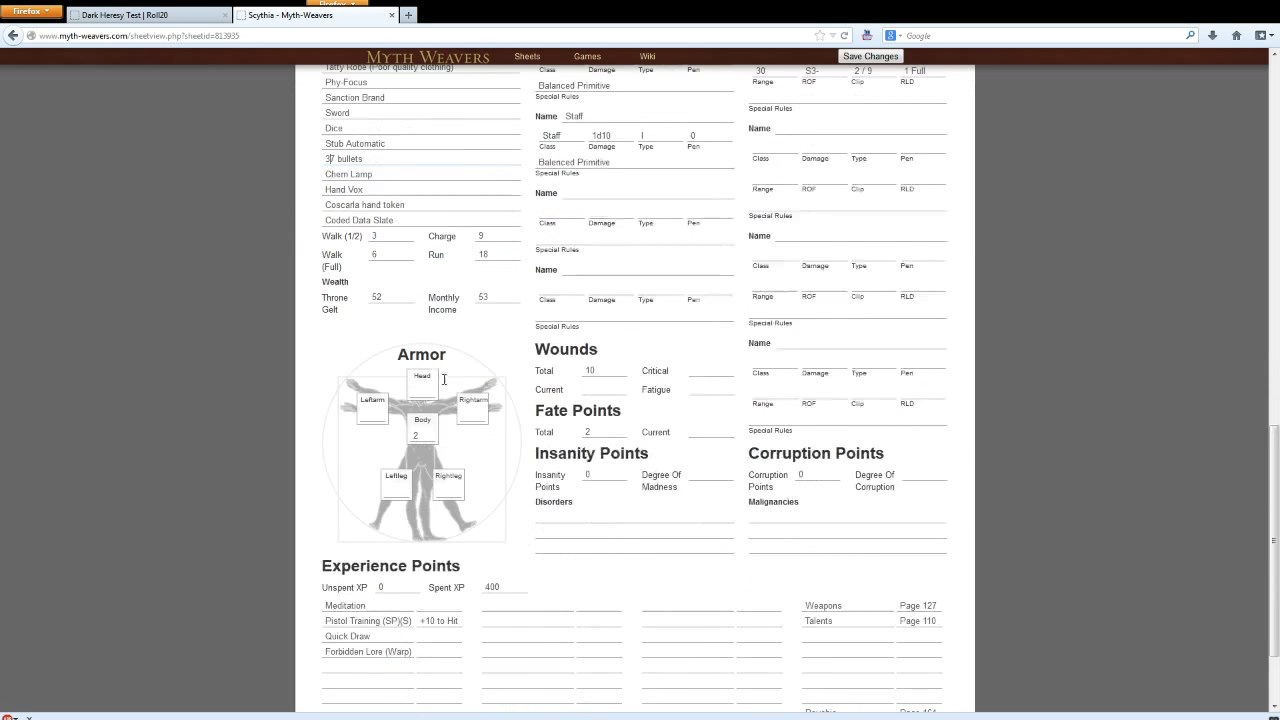 Firefox
Firefox
Dark Heresy Test | Roll20 × Scythia - Myth-Weavers × +
www.myth-weavers.com/sheetview.php?sheetid=813935 Google
MYTH WEAVERS Sheets Games Wiki Save Changes
Tatty Robe (Poor quality clothing)
Phy-Focus
Sanction Brand
Sword
Dice
Stub Automatic
37 bullets
Chem Lamp
Hand Vox
Coscarla hand token
Coded Data Slate
Walk (1/2) 3 Charge 9
Walk (Full) 6 Run 18
Wealth
Throne Gelt 52 Monthly Income 53
Armor
Head
Leftarm Rightarm
Body
2
Leftleg Rightleg
Class Damage Type Pen
Balanced Primitive
Special Rules
Name Staff
Staff 1d10 I 0
Class Damage Type Pen
Balenced Primitive
Special Rules
Name
Class Damage Type Pen
Special Rules
Name
Class Damage Type Pen
Special Rules
Wounds
Total 10 Critical
Current Fatigue
Fate Points
Total 2 Current
Insanity Points
Insanity Points 0 Degree Of Madness
Disorders
30 S3- 2 / 9 1 Full
Range ROF Clip RLD
Special Rules
Name
Class Damage Type Pen
Range ROF Clip RLD
Special Rules
Name
Class Damage Type Pen
Range ROF Clip RLD
Special Rules
Name
Class Damage Type Pen
Range ROF Clip RLD
Special Rules
Corruption Points
Corruption Points 0 Degree Of Corruption
Malignancies
Experience Points
Unspent XP 0 Spent XP 400
Meditation Weapons Page 127
Pistol Training (SP)(S) +10 to Hit Talents Page 110
Quick Draw
Forbidden Lore (Warp)